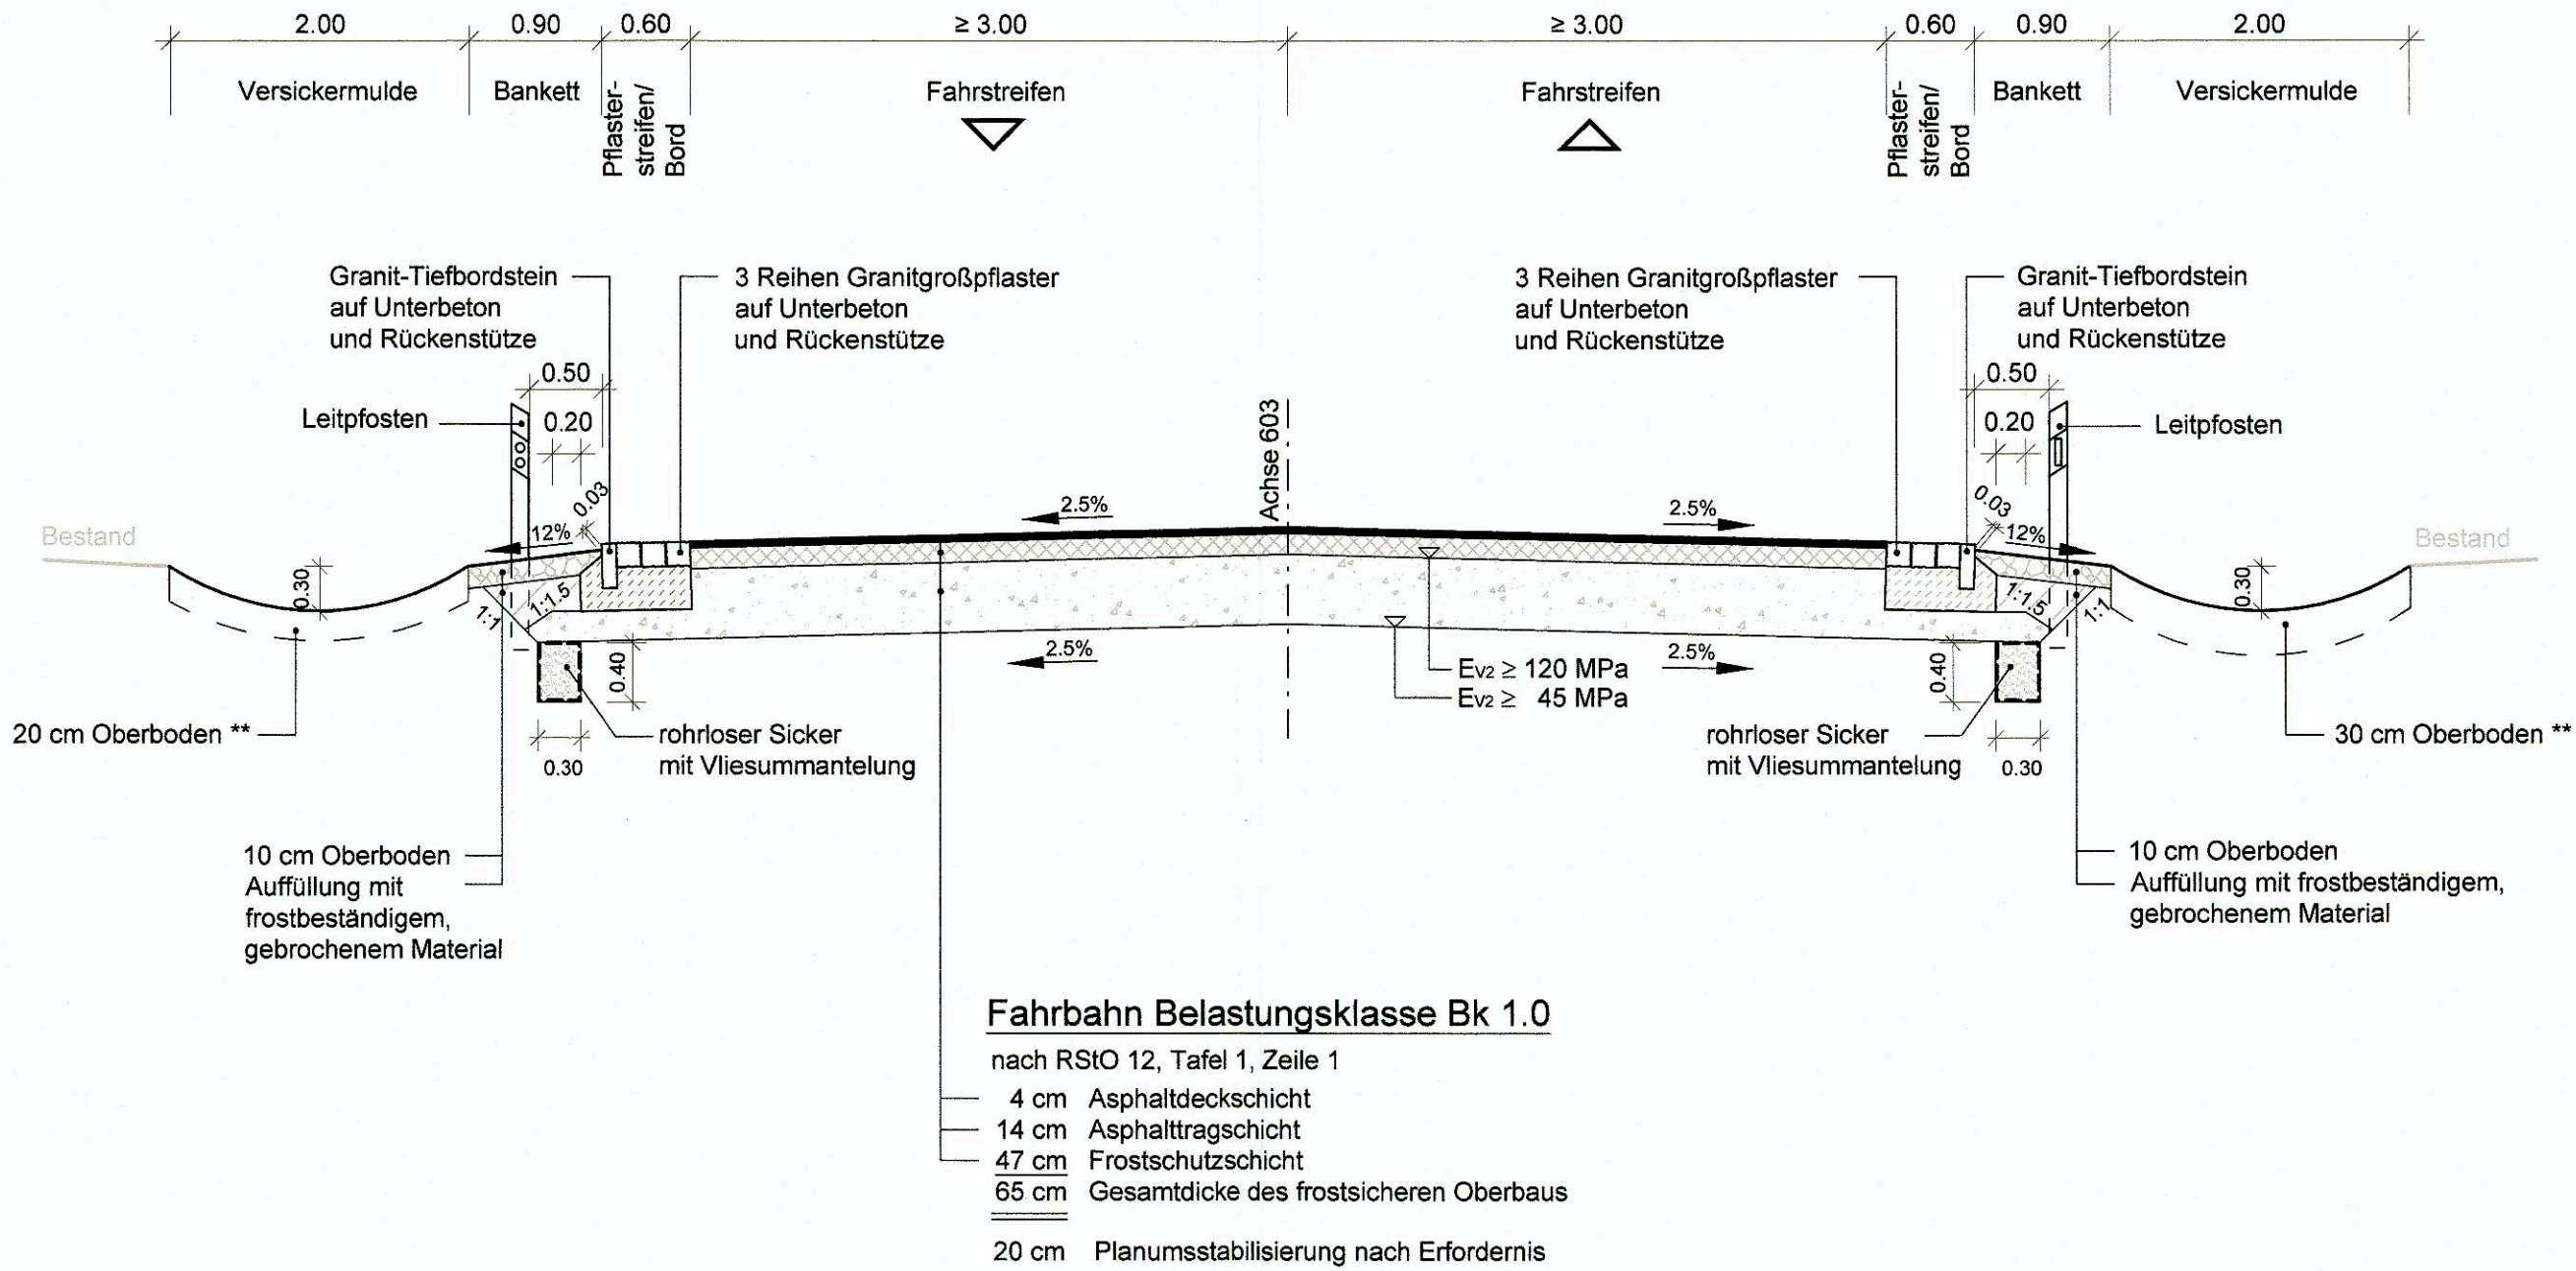 2.00 0.90 0.60 ≥ 3.00 ≥ 3.00 0.60 0.90 2.00
Versickermulde Bankett Pflaster-
streifen/
Bord Fahrstreifen Fahrstreifen Pflaster-
streifen/
Bord Bankett Versickermulde
Granit-Tiefbordstein
auf Unterbeton
und Rückenstütze
3 Reihen Granitgroßpflaster
auf Unterbeton
und Rückenstütze
3 Reihen Granitgroßpflaster
auf Unterbeton
und Rückenstütze
Granit-Tiefbordstein
auf Unterbeton
und Rückenstütze
0.50
0.50
Leitpfosten
0.20
Achse 603
0.20
Leitpfosten
Bestand
12%
0.03
2.5%
2.5%
0.03
12%
Bestand
0.30
1:1
1:1.5
1:1.5
1:1
0.30
0.40
2.5%
Ev2 ≥ 120 MPa
Ev2 ≥ 45 MPa
2.5%
0.40
20 cm Oberboden **
0.30
rohrloser Sicker
mit Vliesummantelung
rohrloser Sicker
mit Vliesummantelung
0.30
30 cm Oberboden **
10 cm Oberboden
Auffüllung mit
frostbeständigem,
gebrochenem Material
10 cm Oberboden
Auffüllung mit frostbeständigem,
gebrochenem Material
Fahrbahn Belastungsklasse Bk 1.0
nach RStO 12, Tafel 1, Zeile 1
4 cm Asphaltdeckschicht
14 cm Asphalttragschicht
47 cm Frostschutzschicht
65 cm Gesamtdicke des frostsicheren Oberbaus
20 cm Planumsstabilisierung nach Erfordernis